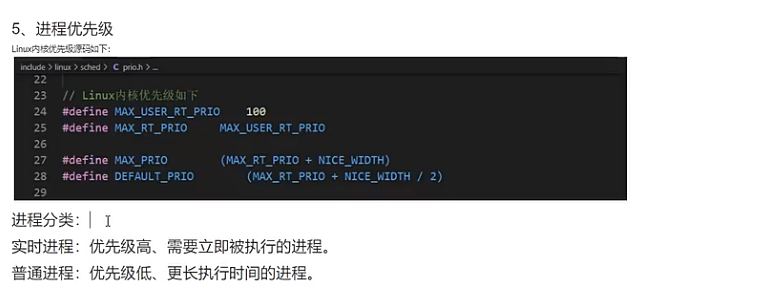 5、进程优先级
Linux内核优先级源码如下：
include > linux > sched > C prio.h > ...
22
23 // Linux内核优先级如下
24 #define MAX_USER_RT_PRIO 100
25 #define MAX_RT_PRIO MAX_USER_RT_PRIO
26
27 #define MAX_PRIO (MAX_RT_PRIO + NICE_WIDTH)
28 #define DEFAULT_PRIO (MAX_RT_PRIO + NICE_WIDTH / 2)
29
进程分类：
实时进程：优先级高、需要立即被执行的进程。
普通进程：优先级低、更长执行时间的进程。